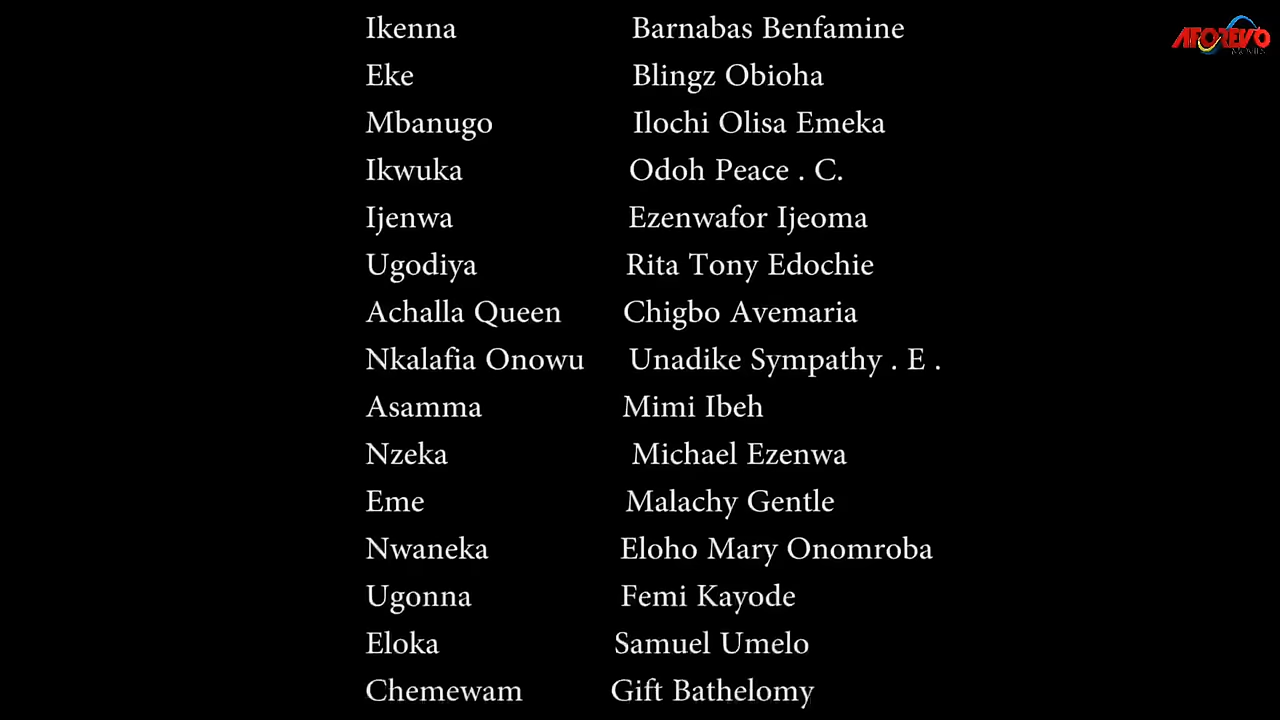 Ikenna Barnabas Benfamine
AFOREVO
MOVIES
Eke Blingz Obioha
Mbanugo Ilochi Olisa Emeka
Ikwuka Odoh Peace . C.
Ijenwa Ezenwafor Ijeoma
Ugodiya Rita Tony Edochie
Achalla Queen Chigbo Avemaria
Nkalafia Onowu Unadike Sympathy . E .
Asamma Mimi Ibeh
Nzeka Michael Ezenwa
Eme Malachy Gentle
Nwaneka Eloho Mary Onomroba
Ugonna Femi Kayode
Eloka Samuel Umelo
Chemewam Gift Bathelomy